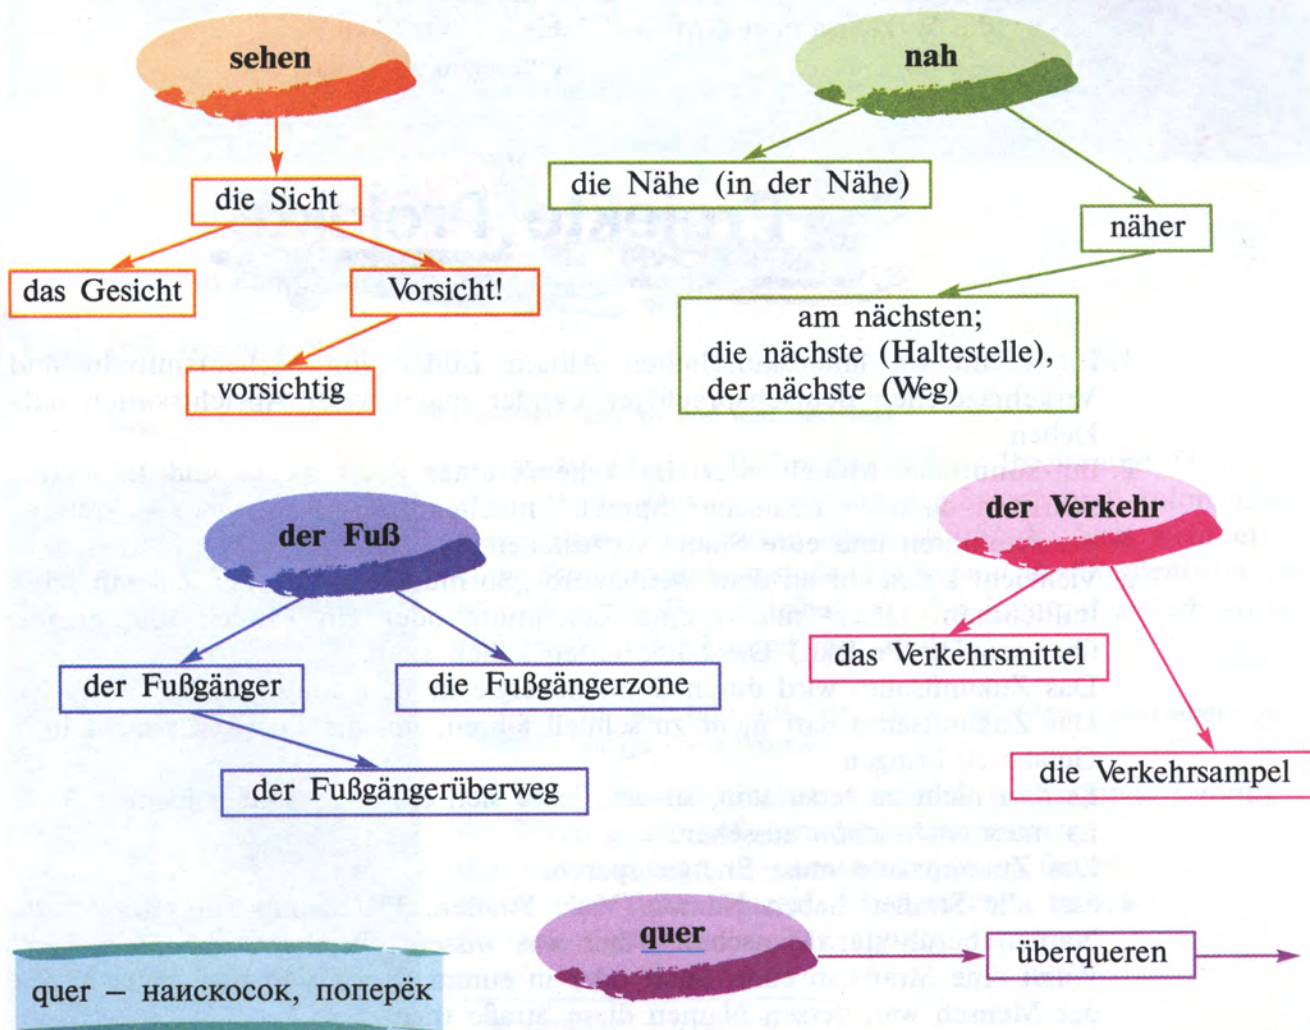 sehen
die Sicht
das Gesicht
Vorsicht!
vorsichtig
nah
die Nähe (in der Nähe)
näher
am nächsten;
die nächste (Haltestelle),
der nächste (Weg)
der Fuß
der Fußgänger
die Fußgängerzone
der Fußgängerüberweg
der Verkehr
das Verkehrsmittel
die Verkehrsampel
quer – наискосок, поперёк
quer
überqueren